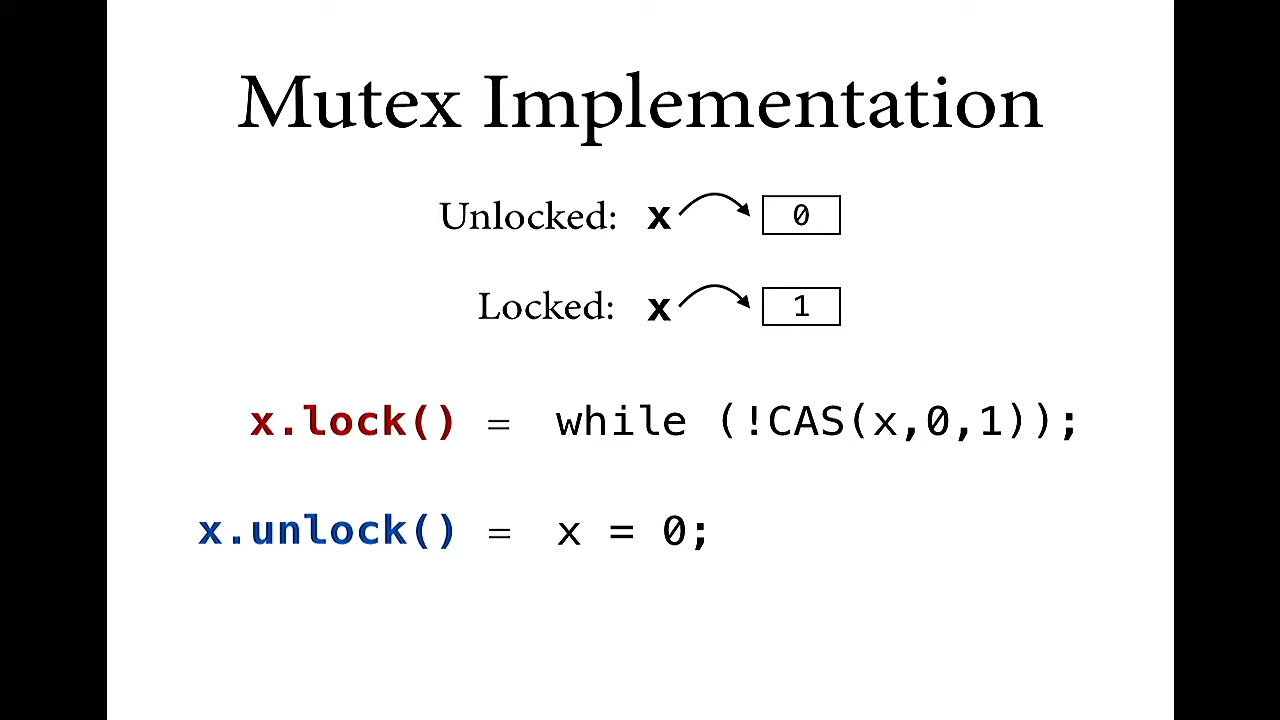 Mutex Implementation
Unlocked: x 0
Locked: x 1
x.lock() = while (!CAS(x,0,1));
x.unlock() = x = 0;